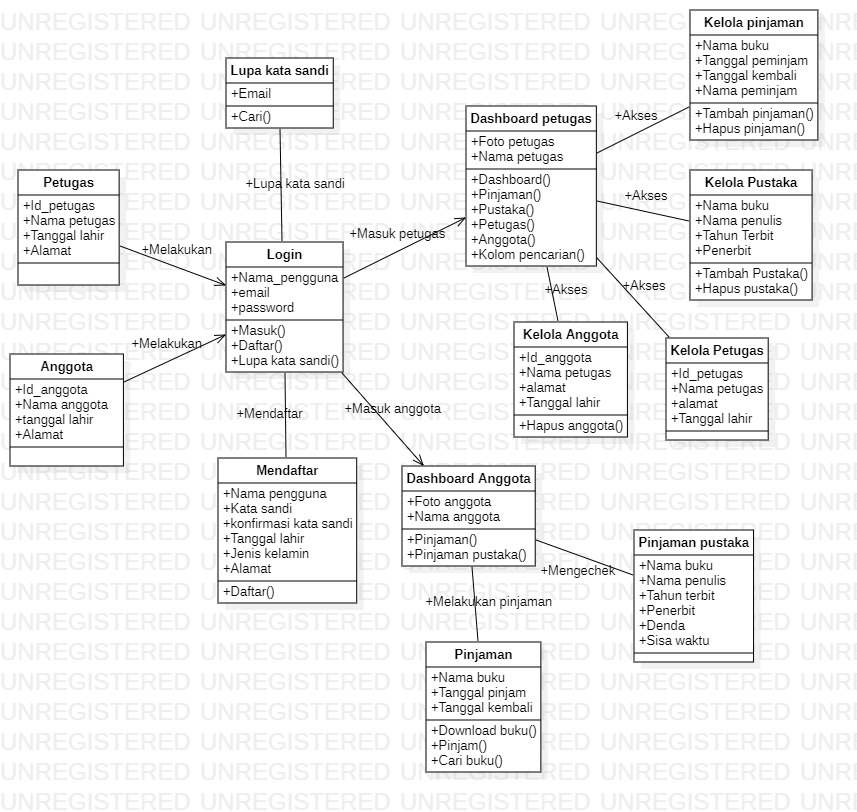 Kelola pinjaman
+Nama buku
+Tanggal peminjam
+Tanggal kembali
+Nama peminjam
+Tambah pinjaman()
+Hapus pinjaman()
Lupa kata sandi
+Email
+Cari()
Dashboard petugas
+Foto petugas
+Nama petugas
+Dashboard()
+Pinjaman()
+Pustaka()
+Petugas()
+Anggota()
+Kolom pencarian()
+Akses
Petugas
+Id_petugas
+Nama petugas
+Tanggal lahir
+Alamat
+Lupa kata sandi
+Akses
Kelola Pustaka
+Nama buku
+Nama penulis
+Tahun Terbit
+Penerbit
+Tambah Pustaka()
+Hapus pustaka()
+Melakukan
Login
+Nama_pengguna
+email
+password
+Masuk()
+Daftar()
+Lupa kata sandi()
+Masuk petugas
+Akses
+Akses
Kelola Anggota
+Id_anggota
+Nama petugas
+alamat
+Tanggal lahir
+Hapus anggota()
Kelola Petugas
+Id_petugas
+Nama petugas
+alamat
+Tanggal lahir
+Melakukan
Anggota
+Id_anggota
+Nama anggota
+tanggal lahir
+Alamat
+Mendaftar
+Masuk anggota
Mendaftar
+Nama pengguna
+Kata sandi
+konfirmasi kata sandi
+Tanggal lahir
+Jenis kelamin
+Alamat
+Daftar()
Dashboard Anggota
+Foto anggota
+Nama anggota
+Pinjaman()
+Pinjaman pustaka()
+Mengechek
Pinjaman pustaka
+Nama buku
+Nama penulis
+Tahun terbit
+Penerbit
+Denda
+Sisa waktu
+Melakukan pinjaman
Pinjaman
+Nama buku
+Tanggal pinjam
+Tanggal kembali
+Download buku()
+Pinjam()
+Cari buku()
UNREGISTERED